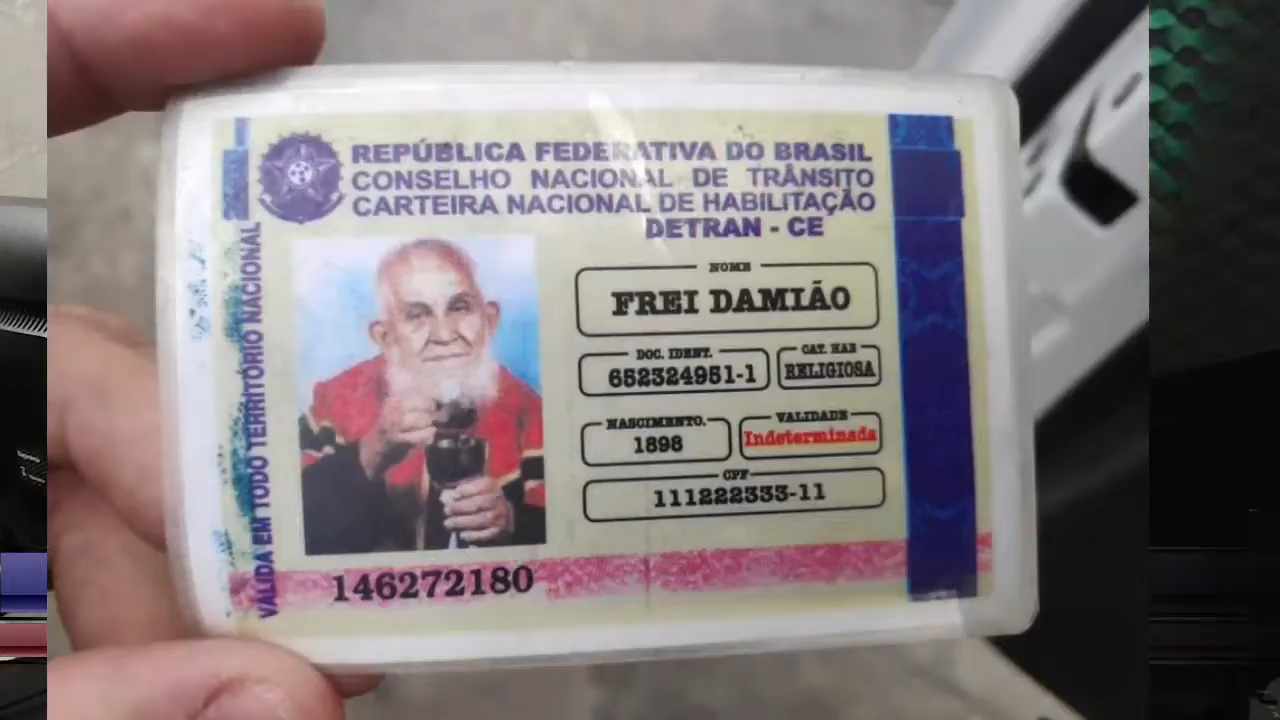 REPÚBLICA FEDERATIVA DO BRASIL
CONSELHO NACIONAL DE TRÂNSITO
CARTEIRA NACIONAL DE HABILITAÇÃO
DETRAN - CE
VALIDA EM TODO TERRITÓRIO NACIONAL
NOME
FREI DAMIÃO
DOC. IDENT.
652324951-1
CAT. HAB
RELIGIOSA
NASCIMENTO.
1898
VALIDADE
Indeterminada
CPF
111222333-11
146272180